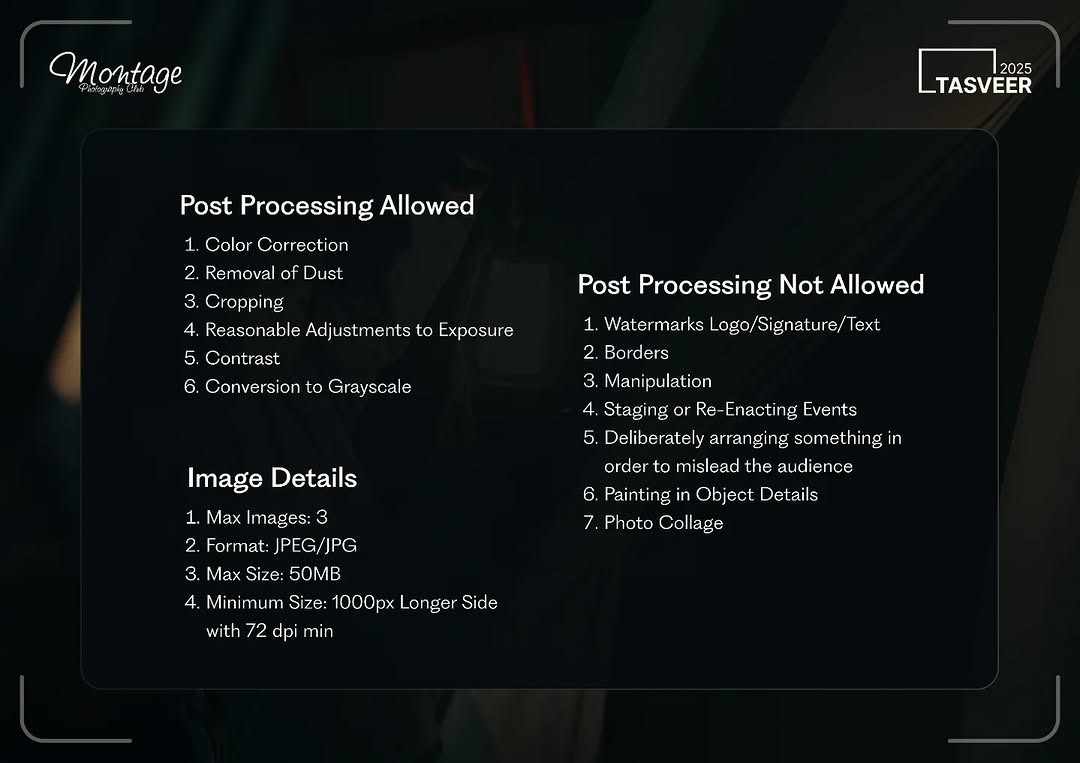 Montage
Photography Club
2025
TASVEER
Post Processing Allowed
1. Color Correction
2. Removal of Dust
3. Cropping
4. Reasonable Adjustments to Exposure
5. Contrast
6. Conversion to Grayscale
Image Details
1. Max Images: 3
2. Format: JPEG/JPG
3. Max Size: 50MB
4. Minimum Size: 1000px Longer Side
with 72 dpi min
Post Processing Not Allowed
1. Watermarks Logo/Signature/Text
2. Borders
3. Manipulation
4. Staging or Re-Enacting Events
5. Deliberately arranging something in
order to mislead the audience
6. Painting in Object Details
7. Photo Collage